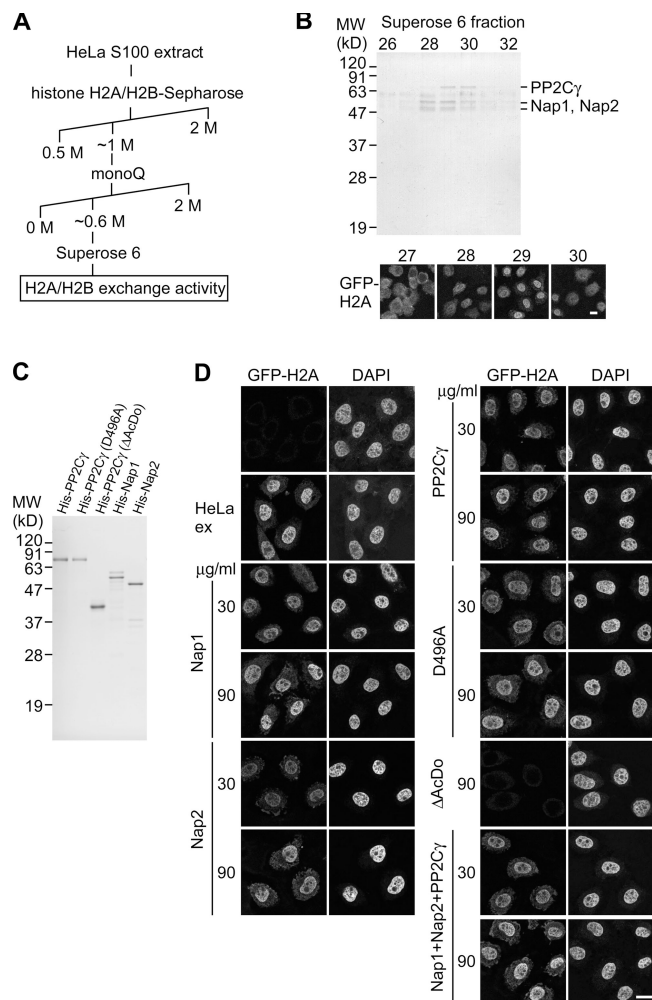 A
HeLa S100 extract
histone H2A/H2B-Sepharose
0.5 M
~1 M
2 M
monoQ
0 M
~0.6 M
2 M
Superose 6
H2A/H2B exchange activity
B
MW
(kD)
Superose 6 fraction
26 28 30 32
120
91
63
47
37
28
19
PP2Cγ
Nap1, Nap2
27 28 29 30
GFP-
H2A
C
His-PP2Cγ
His-PP2Cγ (D496A)
His-PP2Cγ (ΔAcDo)
His-Nap1
His-Nap2
MW
(kD)
120
91
63
47
37
28
19
D
GFP-H2A DAPI
HeLa
ex
μg/ml
Nap1
30
90
Nap2
30
90
GFP-H2A DAPI
μg/ml
PP2Cγ
30
90
D496A
30
90
ΔAcDo
90
Nap1+Nap2+PP2Cγ
30
90